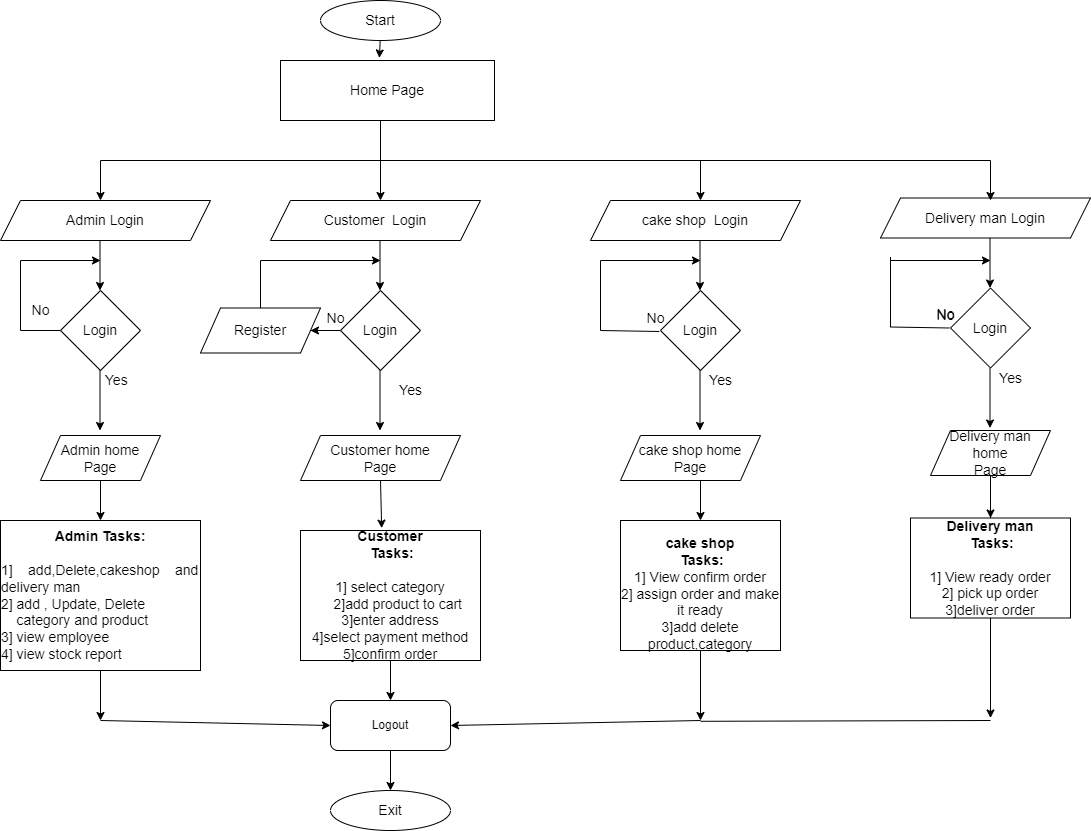 Start
Home Page
Admin Login
Customer  Login
cake shop  Login
Delivery man Login
No
Login
Yes
Register
No
Login
Yes
No
Login
Yes
No
Login
Yes
Admin home
Page
Customer home
Page
cake shop home
Page
Delivery man
home
Page
Admin Tasks:
1] add,Delete,cakeshop and
delivery man
2] add , Update, Delete
category and product
3] view employee
4] view stock report
Customer
Tasks:
1] select category
2]add product to cart
3]enter address
4]select payment method
5]confirm order
cake shop
Tasks:
1] View confirm order
2] assign order and make
it ready
3]add delete
product,category
Delivery man
Tasks:
1] View ready order
2] pick up order
3]deliver order
Logout
Exit